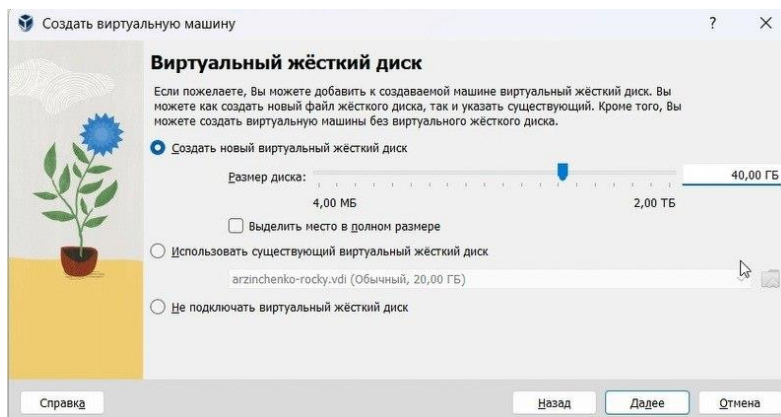 Создать виртуальную машину
Виртуальный жёсткий диск
Если пожелаете, Вы можете добавить к создаваемой машине виртуальный жёсткий диск. Вы
можете как создать новый файл жёсткого диска, так и указать существующий. Кроме того, Вы
можете создать виртуальную машины без виртуального жёсткого диска.
Создать новый виртуальный жёсткий диск
Размер диска: 40,00 ГБ
4,00 МБ 2,00 ТБ
Выделить место в полном размере
Использовать существующий виртуальный жёсткий диск
arzinchenko-rocky.vdi (Обычный, 20,00 ГБ)
Не подключать виртуальный жёсткий диск
Справка Назад Далее Отмена